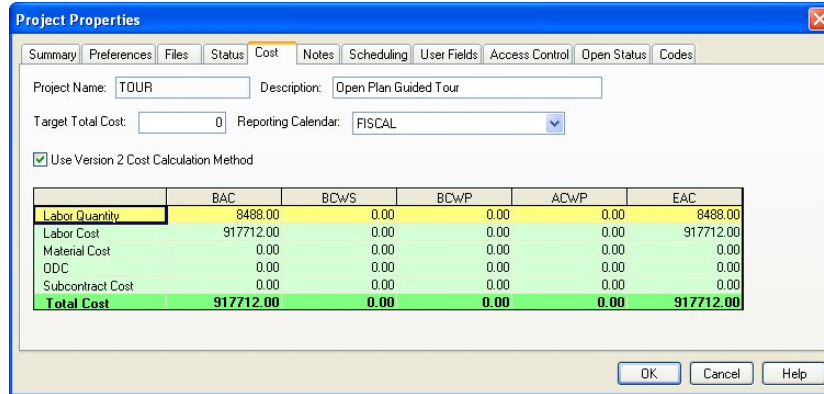 Project Properties
Summary Preferences Files Status Cost Notes Scheduling User Fields Access Control Open Status Codes
Project Name: TOUR Description: Open Plan Guided Tour
Target Total Cost: 0 Reporting Calendar: FISCAL
Use Version 2 Cost Calculation Method
BAC BCWS BCWP ACWP EAC
Labor Quantity 8488.00 0.00 0.00 0.00 8488.00
Labor Cost 917712.00 0.00 0.00 0.00 917712.00
Material Cost 0.00 0.00 0.00 0.00 0.00
ODC 0.00 0.00 0.00 0.00 0.00
Subcontract Cost 0.00 0.00 0.00 0.00 0.00
Total Cost 917712.00 0.00 0.00 0.00 917712.00
OK Cancel Help